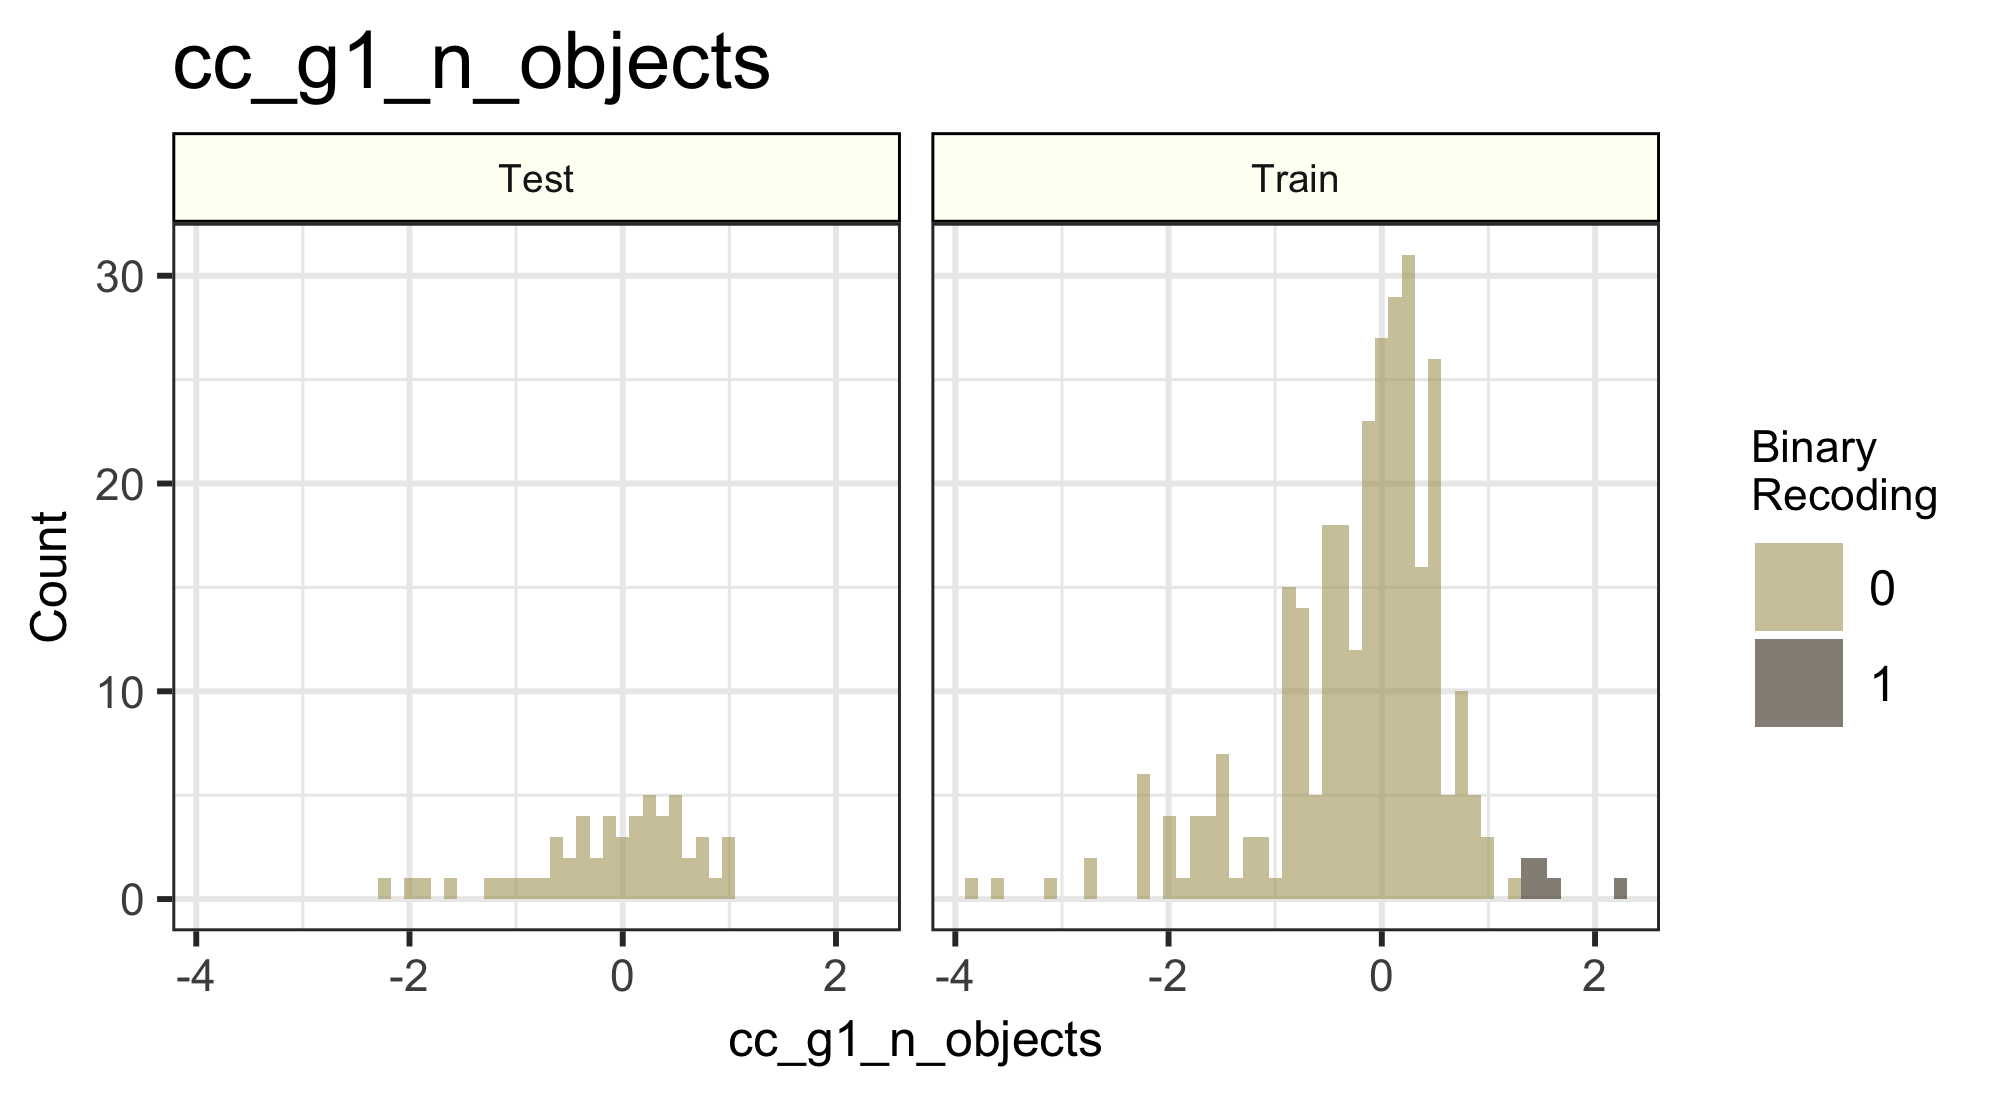 cc_g1_n_objects
Test
Train
30
20
10
0
Count
-4
-2
0
2
-4
-2
0
2
cc_g1_n_objects
Binary
Recoding
0
1